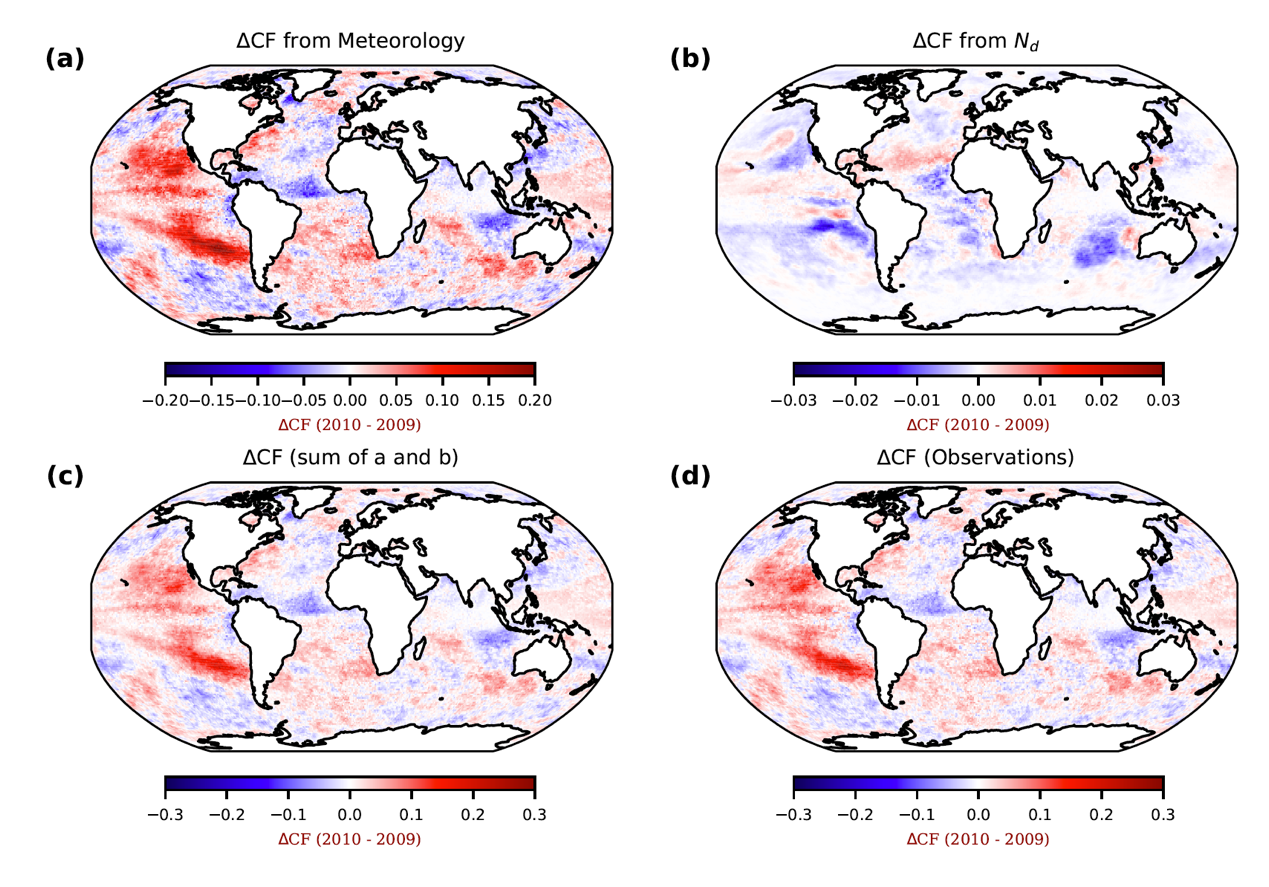 (a)
ΔCF from Meteorology
(b)
ΔCF from N_d
−0.20−0.15−0.10−0.05 0.00 0.05 0.10 0.15 0.20
ΔCF (2010 - 2009)
−0.03 −0.02 −0.01 0.00 0.01 0.02 0.03
ΔCF (2010 - 2009)
(c)
ΔCF (sum of a and b)
(d)
ΔCF (Observations)
−0.3 −0.2 −0.1 0.0 0.1 0.2 0.3
ΔCF (2010 - 2009)
−0.3 −0.2 −0.1 0.0 0.1 0.2 0.3
ΔCF (2010 - 2009)